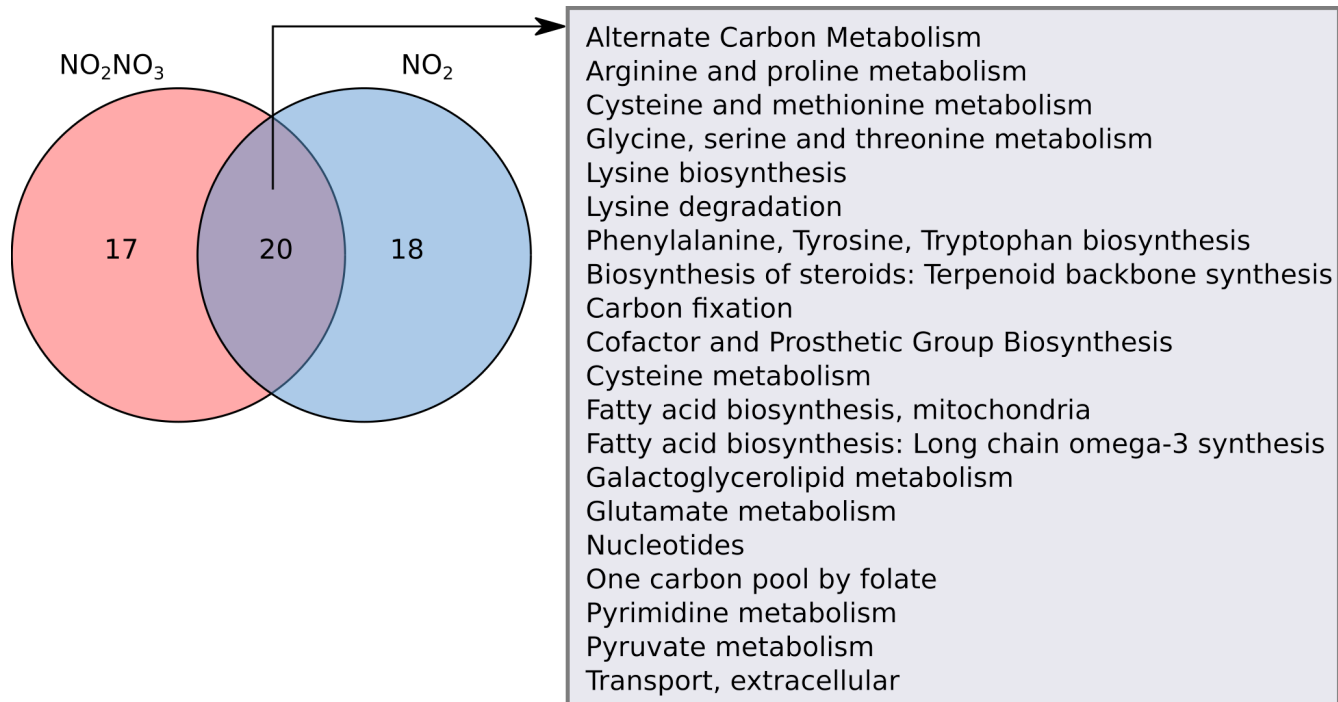 NO₂NO₃
NO₂
17
20
18
Alternate Carbon Metabolism
Arginine and proline metabolism
Cysteine and methionine metabolism
Glycine, serine and threonine metabolism
Lysine biosynthesis
Lysine degradation
Phenylalanine, Tyrosine, Tryptophan biosynthesis
Biosynthesis of steroids: Terpenoid backbone synthesis
Carbon fixation
Cofactor and Prosthetic Group Biosynthesis
Cysteine metabolism
Fatty acid biosynthesis, mitochondria
Fatty acid biosynthesis: Long chain omega-3 synthesis
Galactoglycerolipid metabolism
Glutamate metabolism
Nucleotides
One carbon pool by folate
Pyrimidine metabolism
Pyruvate metabolism
Transport, extracellular